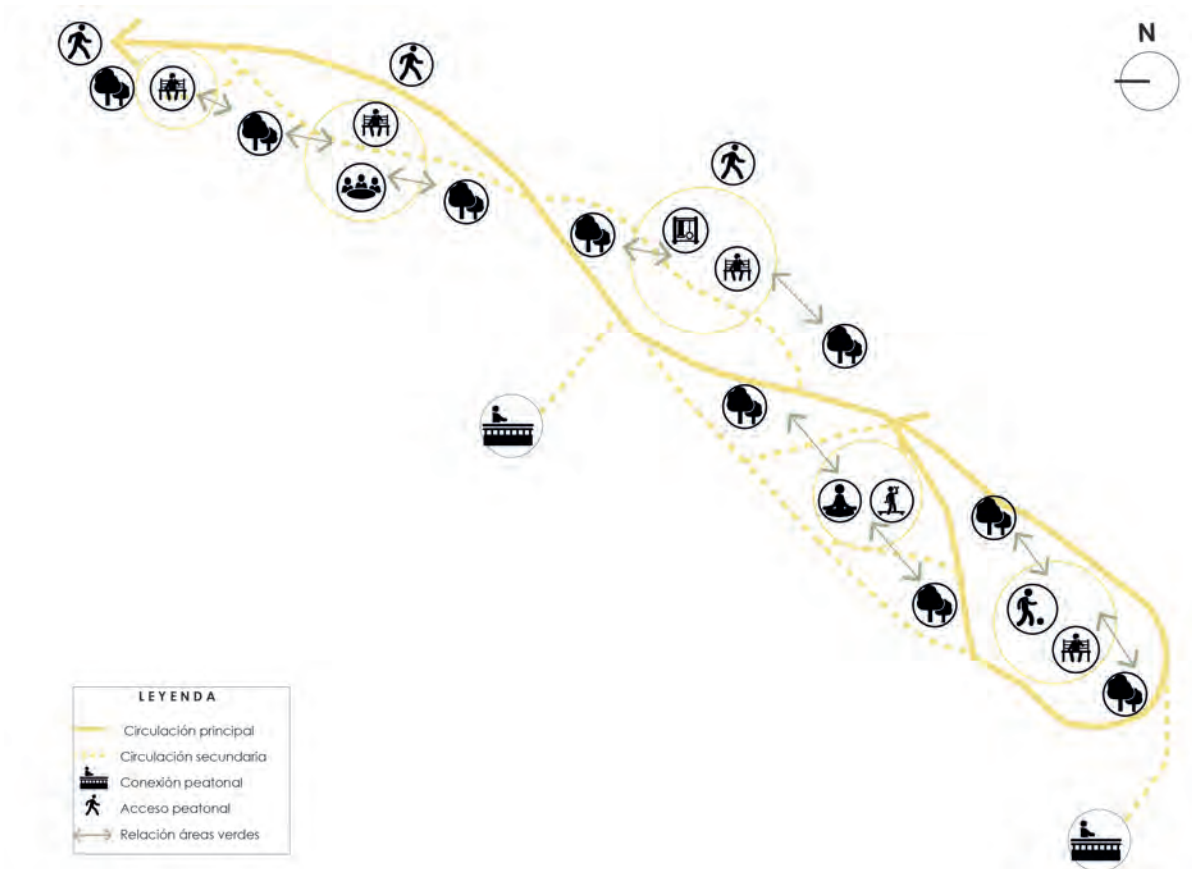 N
LEYENDA
Circulación principal
Circulación secundaria
Conexión peatonal
Acceso peatonal
Relación áreas verdes